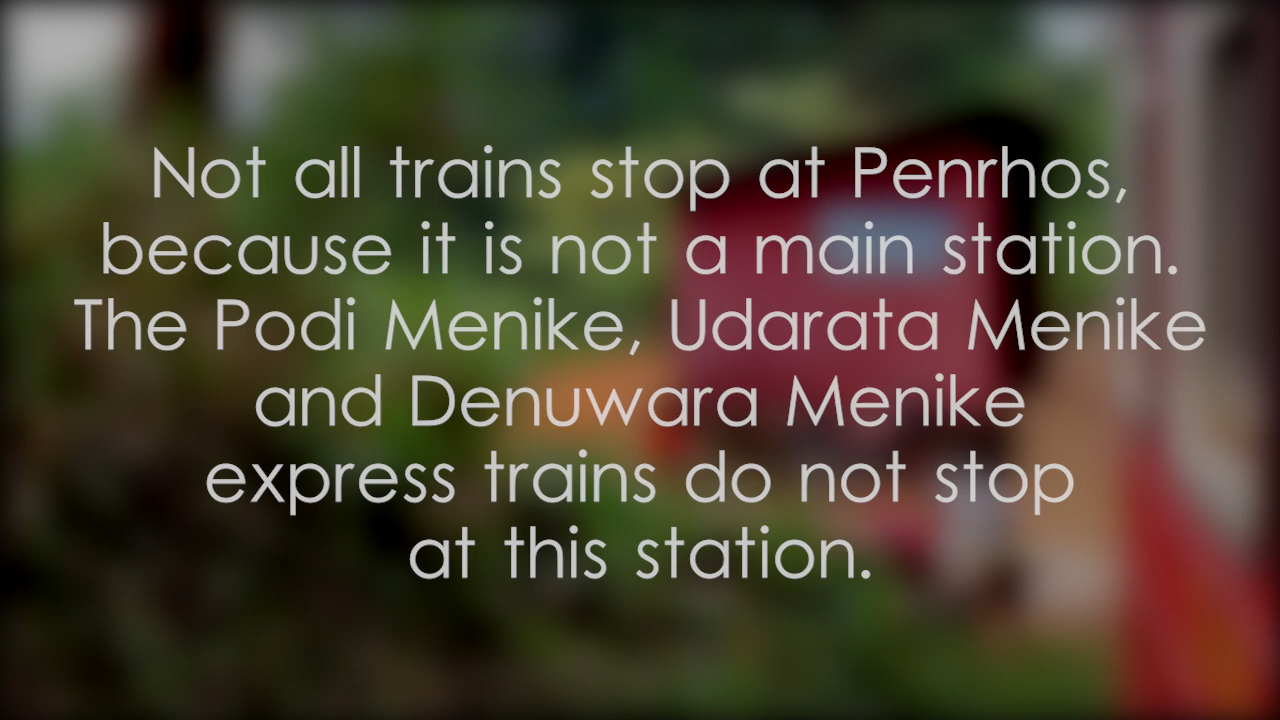 Not all trains stop at Penrhos,
because it is not a main station.
The Podi Menike, Udarata Menike
and Denuwara Menike
express trains do not stop
at this station.